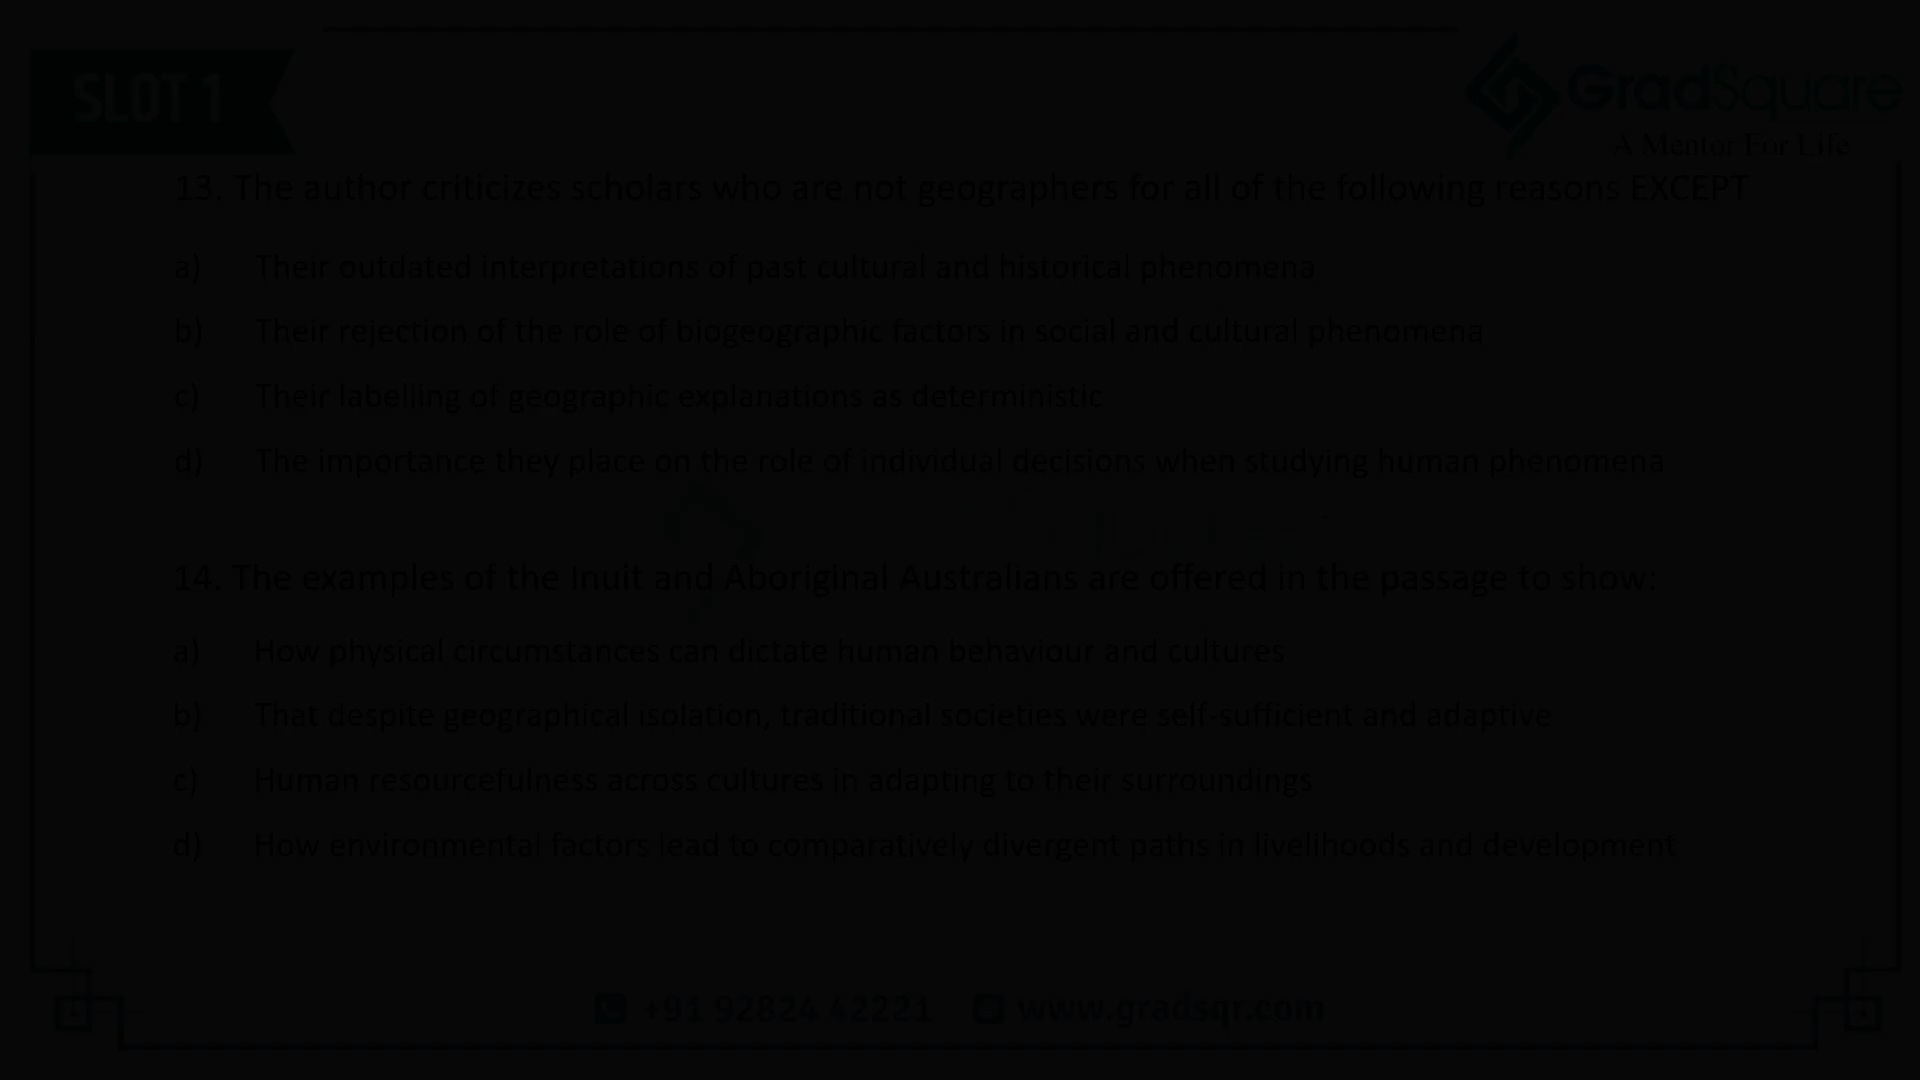 SLOT 1
GradSquare
A Mentor For Life
13. The author criticizes scholars who are not geographers for all of the following reasons EXCEPT
a) Their outdated interpretations of past cultural and historical phenomena
b) Their rejection of the role of biogeographic factors in social and cultural phenomena
c) Their labelling of geographic explanations as deterministic
d) The importance they place on the role of individual decisions when studying human phenomena
14. The examples of the Inuit and Aboriginal Australians are offered in the passage to show:
a) How physical circumstances can dictate human behaviour and cultures
b) That despite geographical isolation, traditional societies were self-sufficient and adaptive
c) Human resourcefulness across cultures in adapting to their surroundings
d) How environmental factors lead to comparatively divergent paths in livelihoods and development
+91 92824 42221 www.gradsqr.com